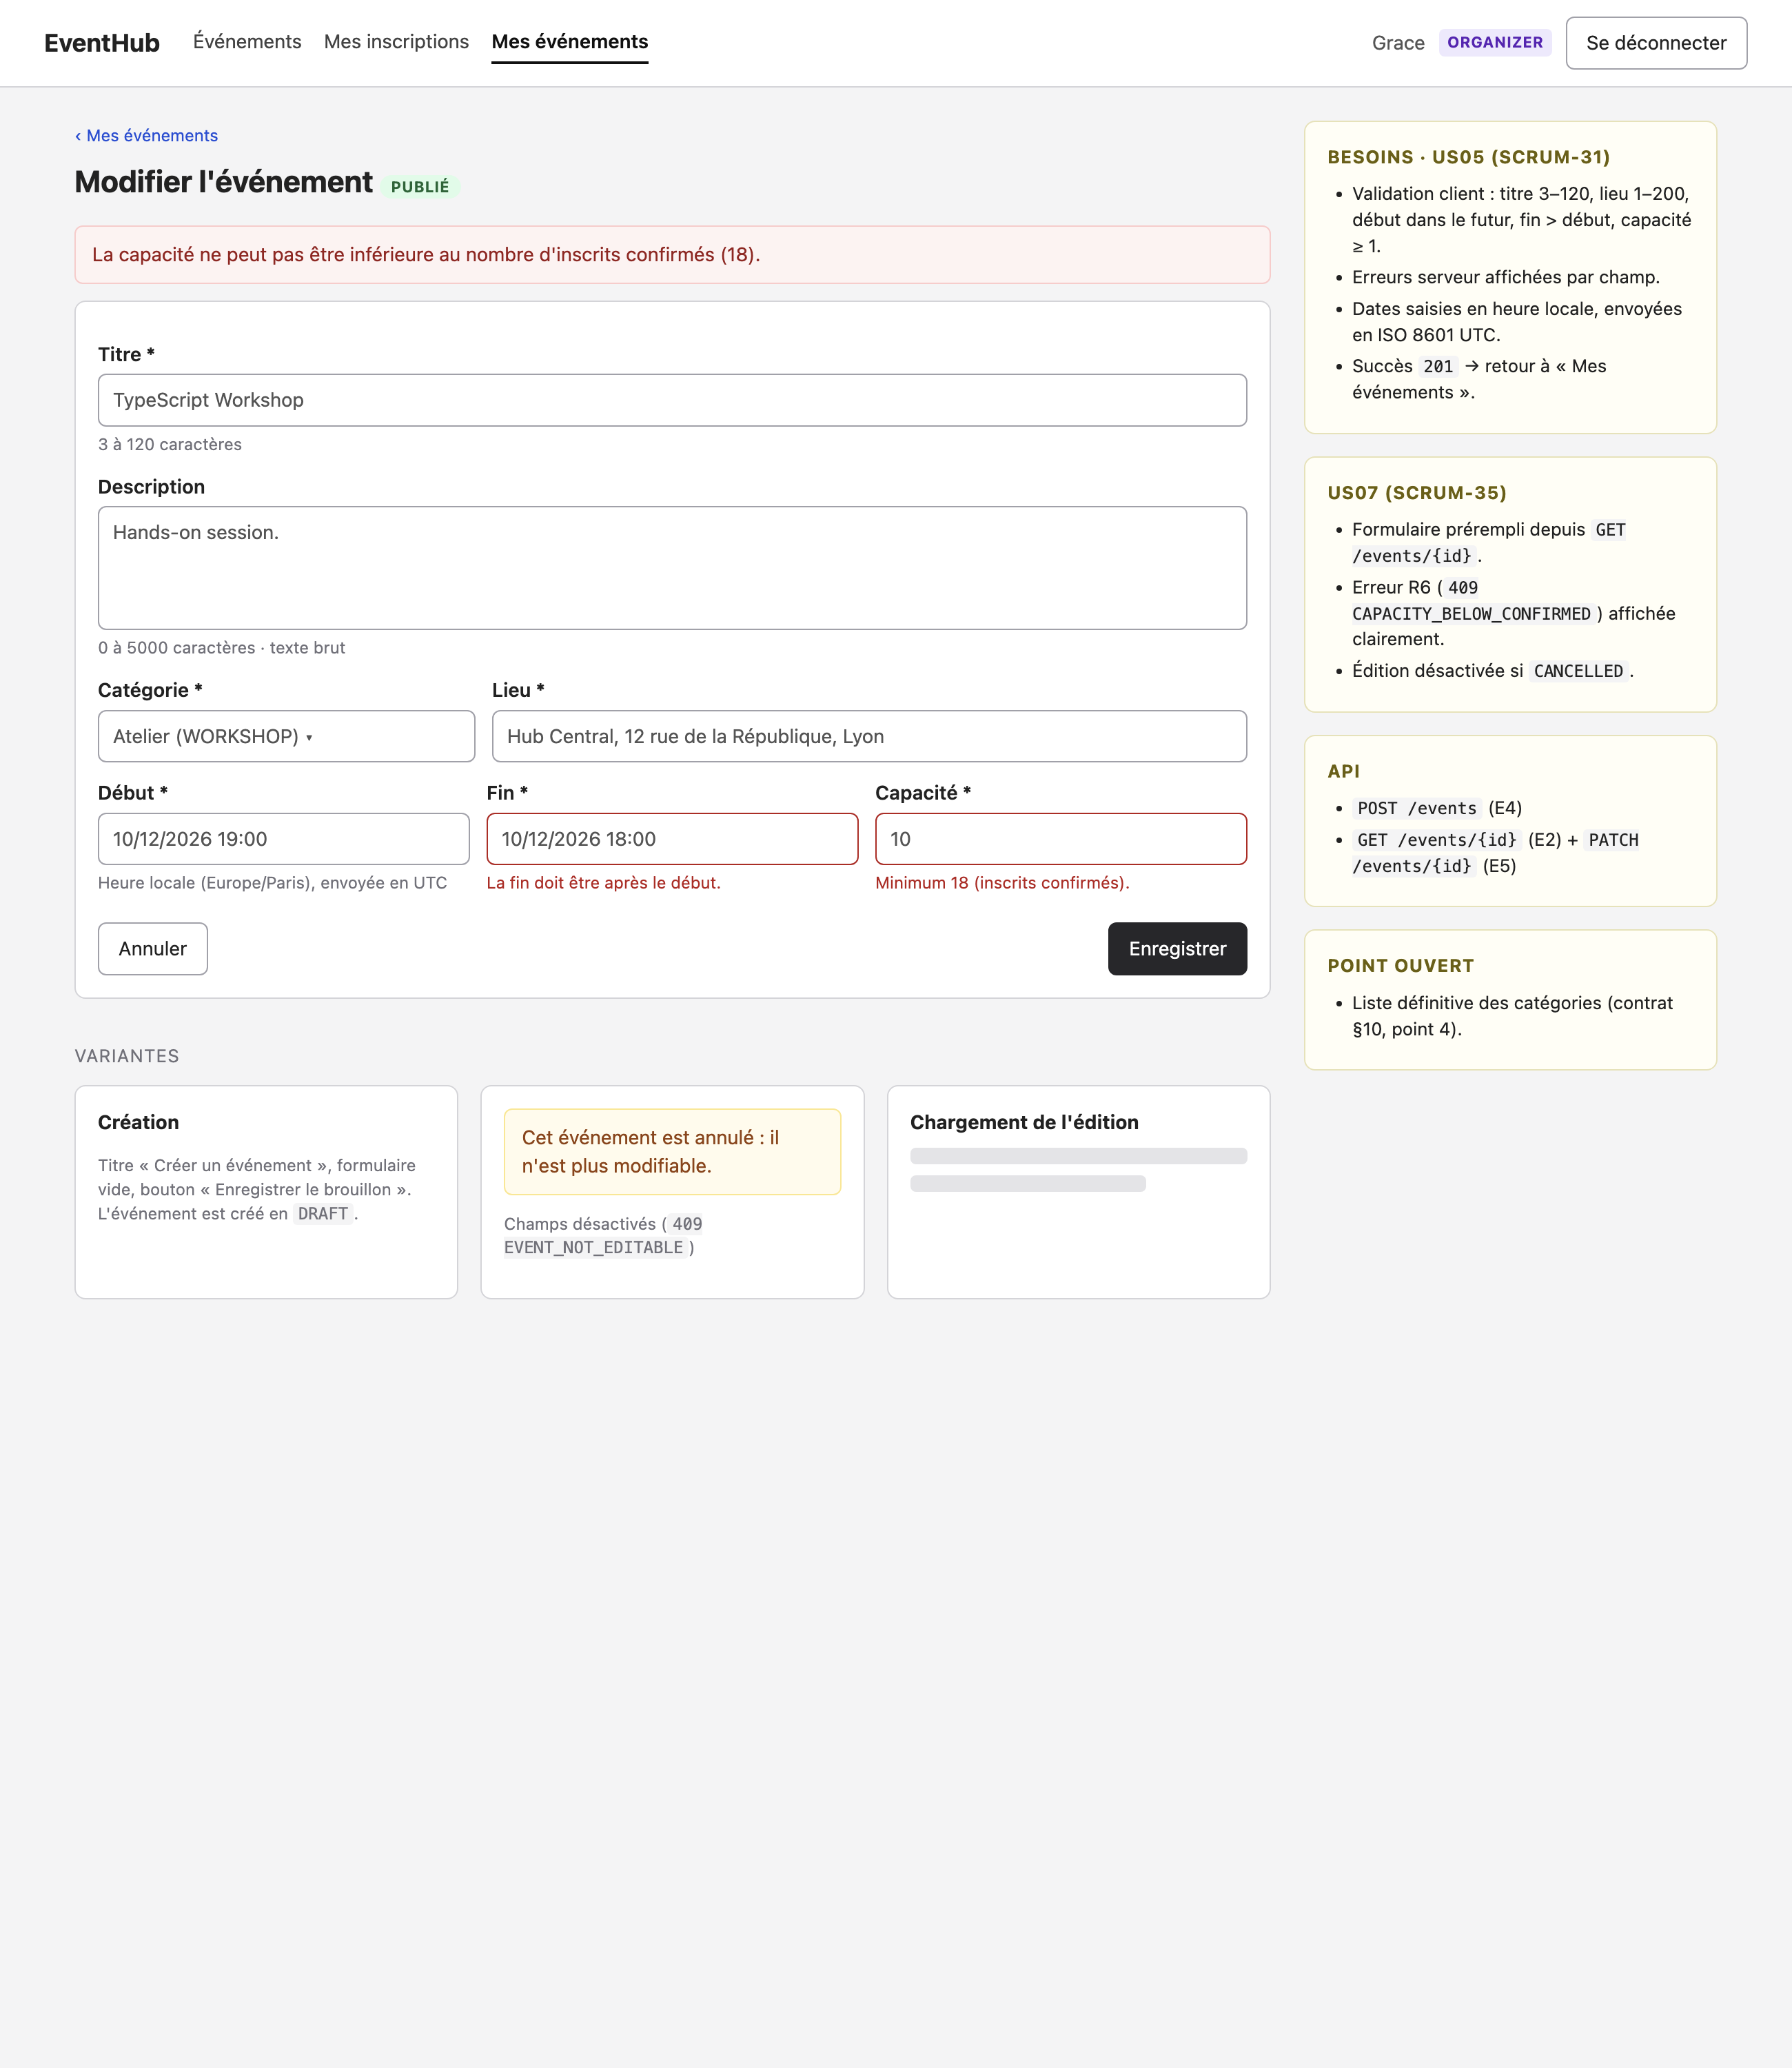 EventHub
Événements
Mes inscriptions
Mes événements
Grace
ORGANIZER
Se déconnecter
‹ Mes événements
Modifier l'événement
PUBLIÉ
La capacité ne peut pas être inférieure au nombre d'inscrits confirmés (18).
Titre *
TypeScript Workshop
3 à 120 caractères
Description
Hands-on session.
0 à 5000 caractères · texte brut
Catégorie *
Lieu *
Atelier (WORKSHOP) ▾
Hub Central, 12 rue de la République, Lyon
Début *
Fin *
Capacité *
10/12/2026 19:00
10/12/2026 18:00
10
Heure locale (Europe/Paris), envoyée en UTC
La fin doit être après le début.
Minimum 18 (inscrits confirmés).
Annuler
Enregistrer
VARIANTES
Création
Titre « Créer un événement », formulaire
vide, bouton « Enregistrer le brouillon ».
L'événement est créé en DRAFT.
Cet événement est annulé : il
n'est plus modifiable.
Champs désactivés (409
EVENT_NOT_EDITABLE)
Chargement de l'édition
BESOINS · US05 (SCRUM-31)
• Validation client : titre 3–120, lieu 1–200,
début dans le futur, fin > début, capacité
≥ 1.
• Erreurs serveur affichées par champ.
• Dates saisies en heure locale, envoyées
en ISO 8601 UTC.
• Succès 201 → retour à « Mes
événements ».
US07 (SCRUM-35)
• Formulaire prérempli depuis GET
/events/{id}.
• Erreur R6 (409
CAPACITY_BELOW_CONFIRMED) affichée
clairement.
• Édition désactivée si CANCELLED.
API
• POST /events (E4)
• GET /events/{id} (E2) + PATCH
/events/{id} (E5)
POINT OUVERT
• Liste définitive des catégories (contrat
§10, point 4).